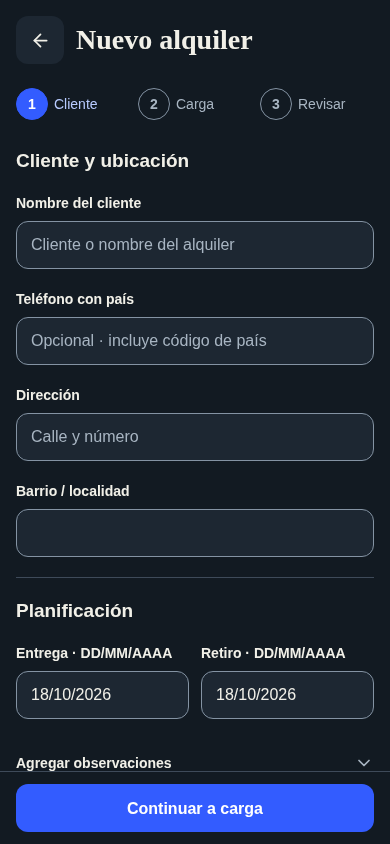 Nuevo alquiler
1 Cliente 2 Carga 3 Revisar
Cliente y ubicación
Nombre del cliente
Cliente o nombre del alquiler
Teléfono con país
Opcional · incluye código de país
Dirección
Calle y número
Barrio / localidad
Planificación
Entrega · DD/MM/AAAA Retiro · DD/MM/AAAA
18/10/2026 18/10/2026
Agregar observaciones
Continuar a carga